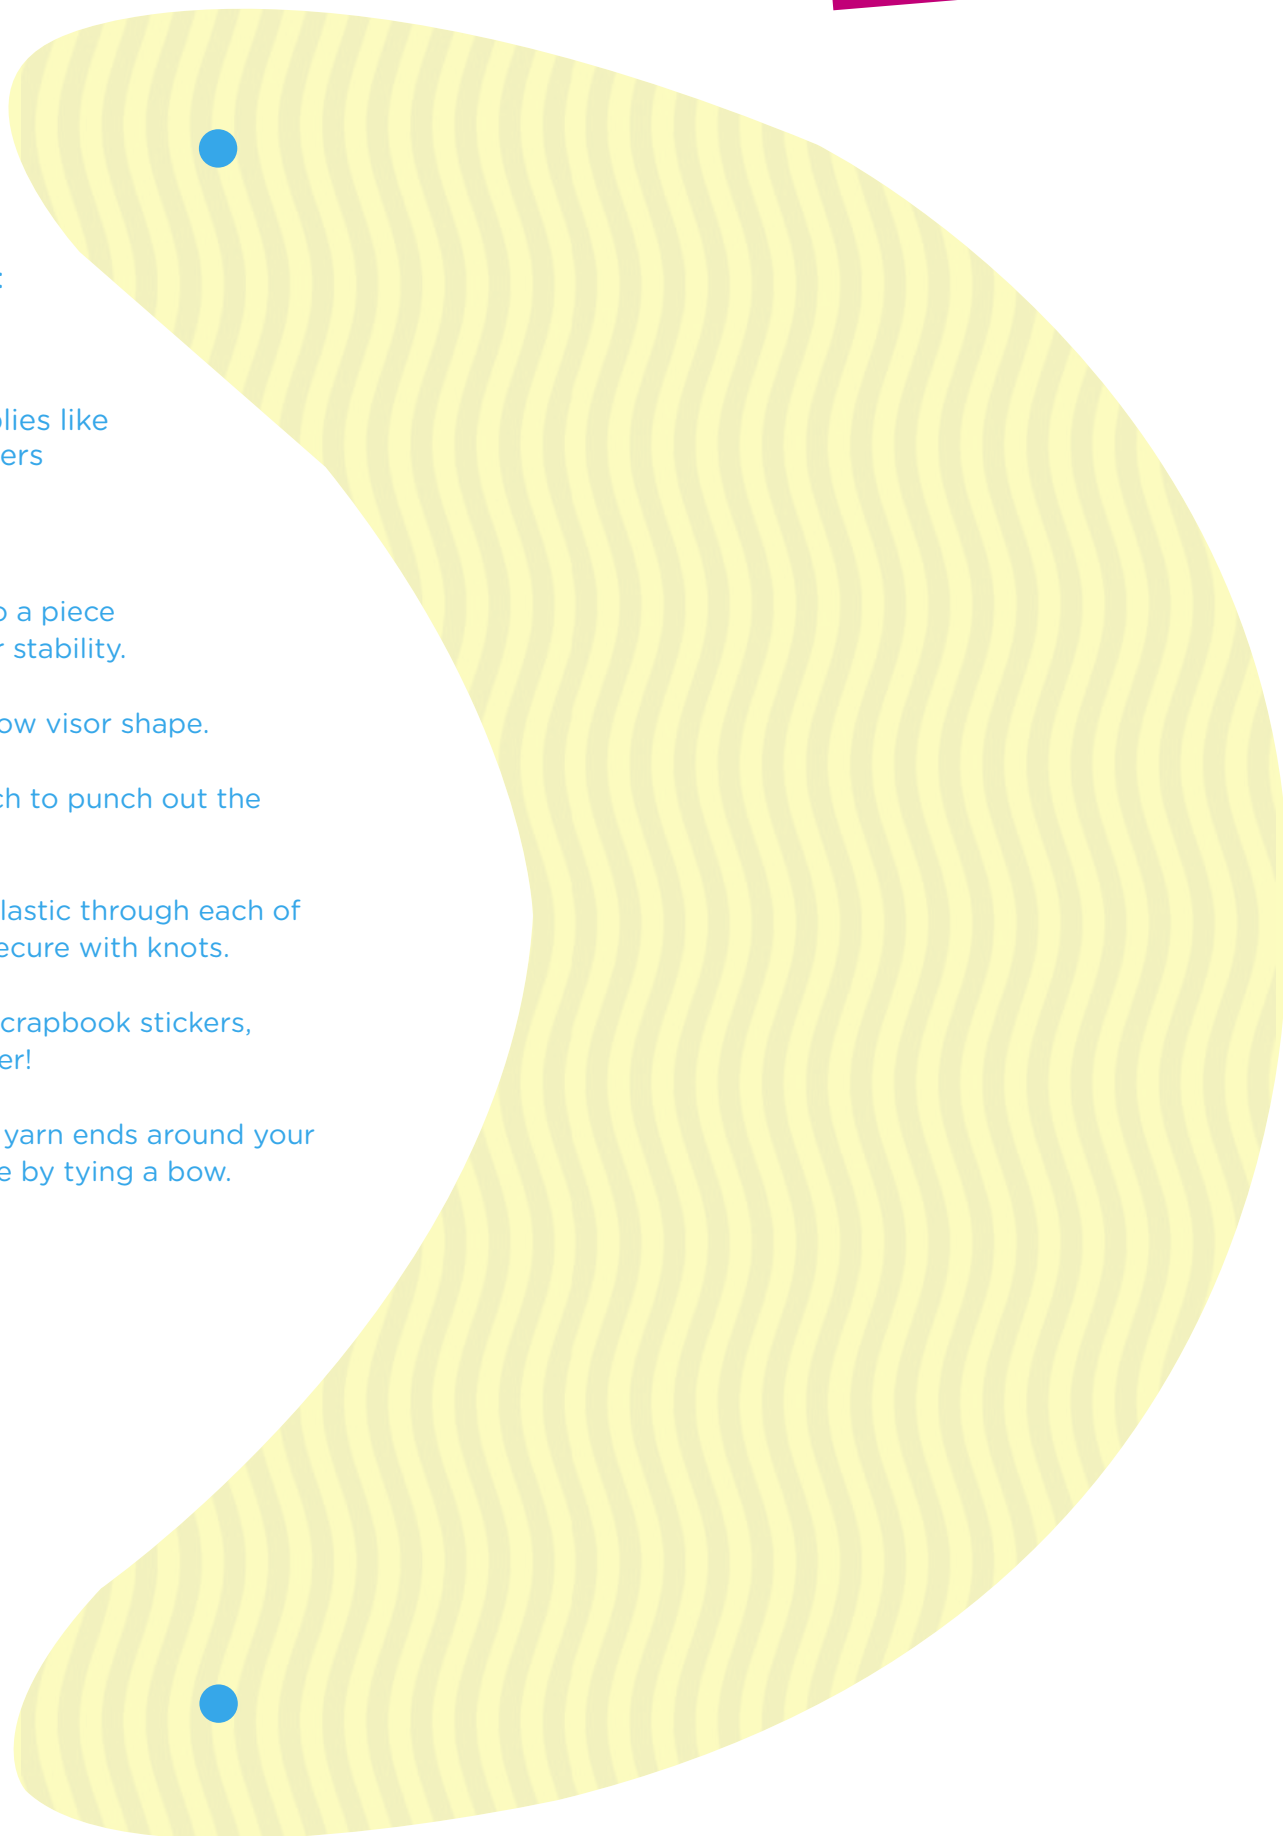 :
lies like
ers
o a piece
r stability.
ow visor shape.
ch to punch out the
lastic through each of
ecure with knots.
crapbook stickers,
er!
yarn ends around your
e by tying a bow.